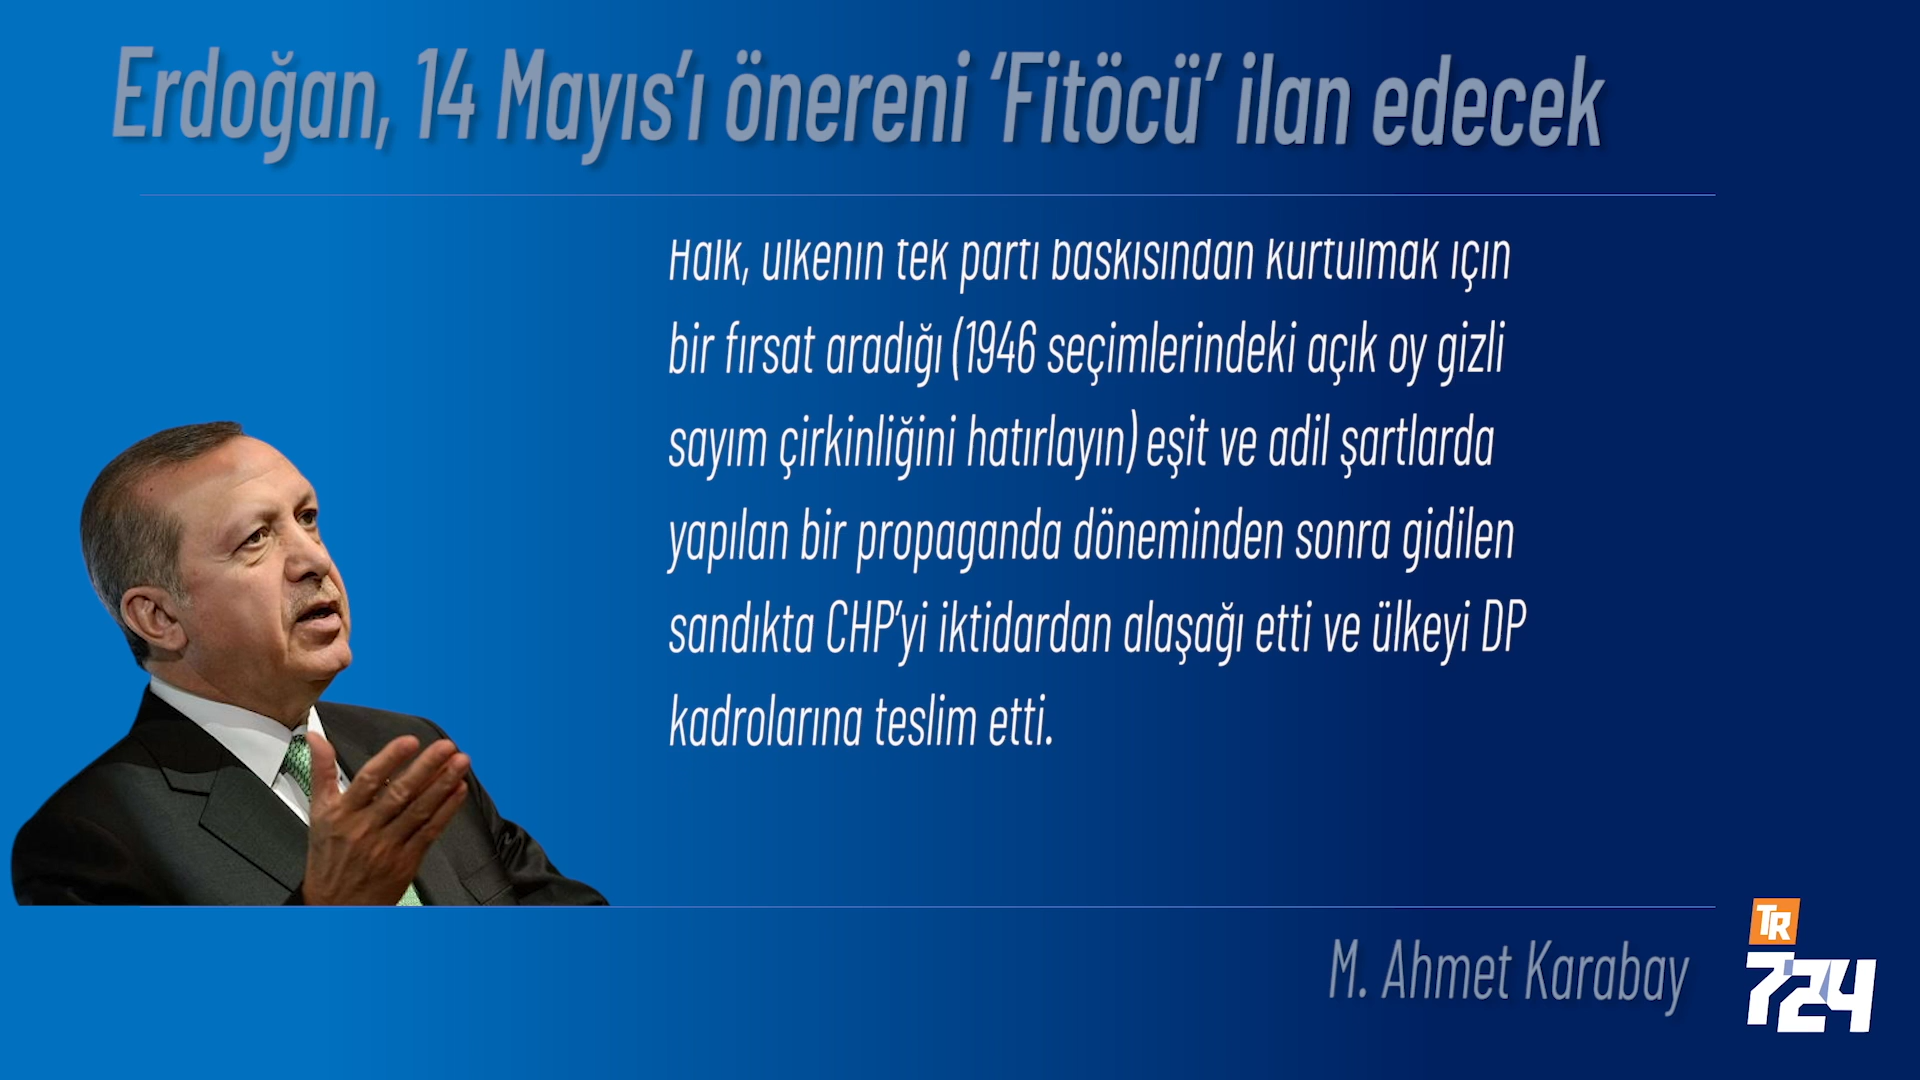 Erdoğan, 14 Mayıs’ı önereni ‘Fitöcü’ ilan edecek
Halk, ülkenin tek parti baskısından kurtulmak için
bir fırsat aradığı (1946 seçimlerindeki açık oy gizli
sayım çirkinliğini hatırlayın) eşit ve adil şartlarda
yapılan bir propaganda döneminden sonra gidilen
sandıkta CHP’yi iktidardan alaşağı etti ve ülkeyi DP
kadrolarına teslim etti.
M. Ahmet Karabay
TR
724